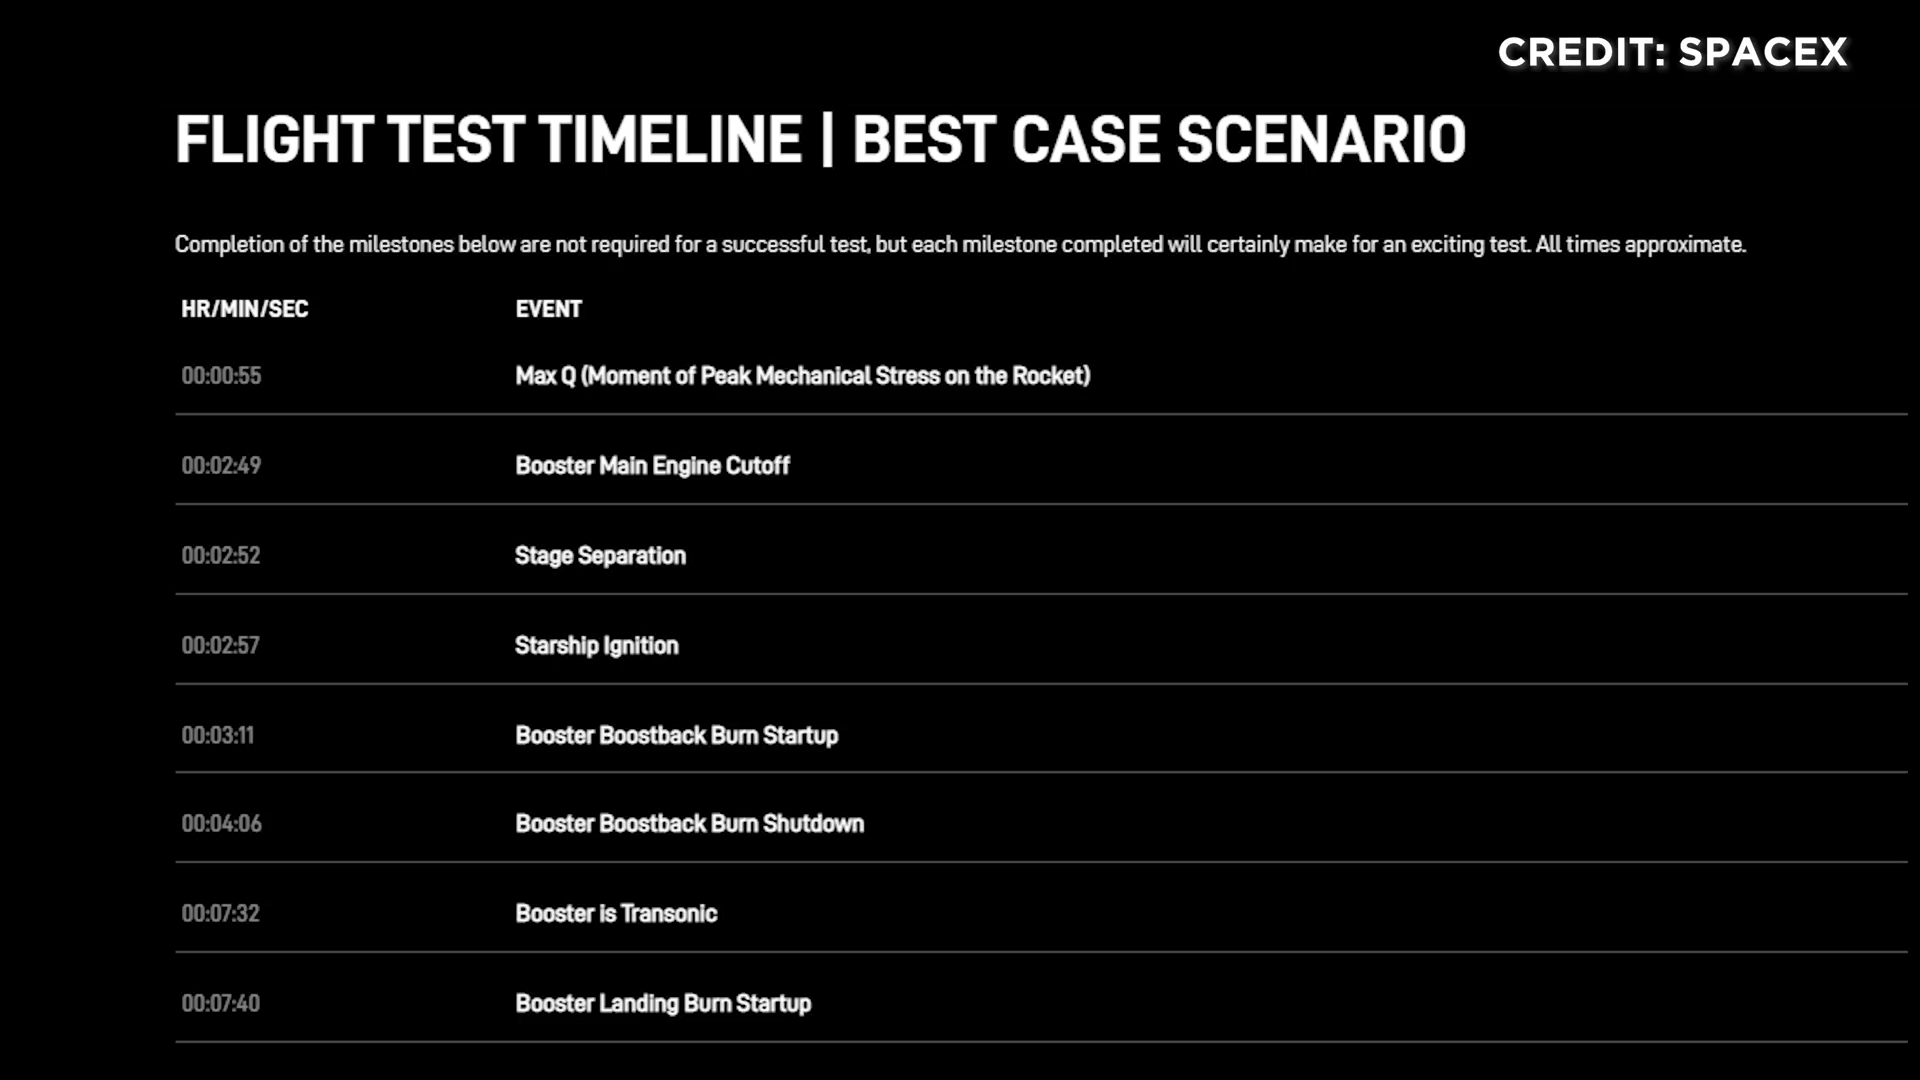 CREDIT: SPACEX
FLIGHT TEST TIMELINE | BEST CASE SCENARIO
Completion of the milestones below are not required for a successful test, but each milestone completed will certainly make for an exciting test. All times approximate.
HR/MIN/SEC EVENT
00:00:55 Max Q (Moment of Peak Mechanical Stress on the Rocket)
00:02:49 Booster Main Engine Cutoff
00:02:52 Stage Separation
00:02:57 Starship Ignition
00:03:11 Booster Boostback Burn Startup
00:04:06 Booster Boostback Burn Shutdown
00:07:32 Booster is Transonic
00:07:40 Booster Landing Burn Startup